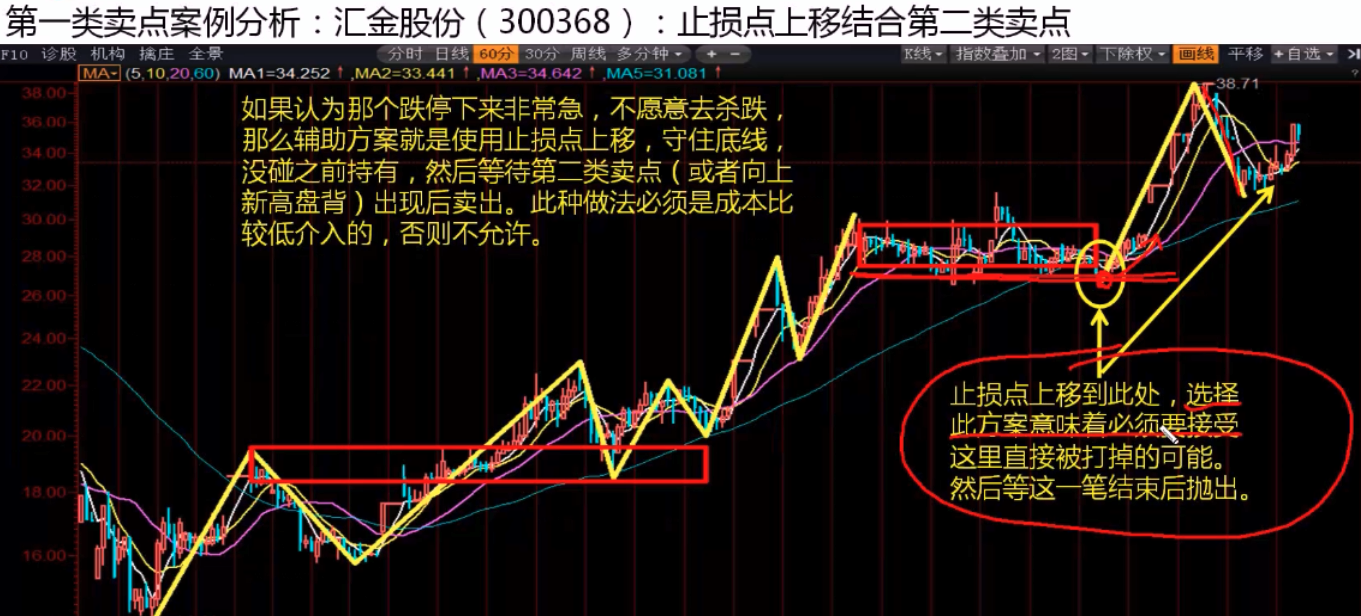 第一类卖点案例分析：汇金股份（300368）：止损点上移结合第二类卖点
F10 诊股 机构 擒庄 全景 分时 日线 60分 30分 周线 多分钟 + - K线 指数叠加 2图 下除权 画线 平移 +自选
MA (5,10,20,60) MA1=34.252↑,MA2=33.441↑,MA3=34.642↑,MA5=31.081↑
38.00
38.71
36.00
34.00
32.00
30.00
28.00
26.00
24.00
22.00
20.00
18.00
16.00
如果认为那个跌停下来非常急，不愿意去杀跌，
那么辅助方案就是使用止损点上移，守住底线，
没碰之前持有，然后等待第二类卖点（或者向上
新高盘背）出现后卖出。此种做法必须是成本比
较低介入的，否则不允许。
止损点上移到此处，选择
此方案意味着必须要接受
这里直接被打掉的可能。
然后等这一笔结束后抛出。